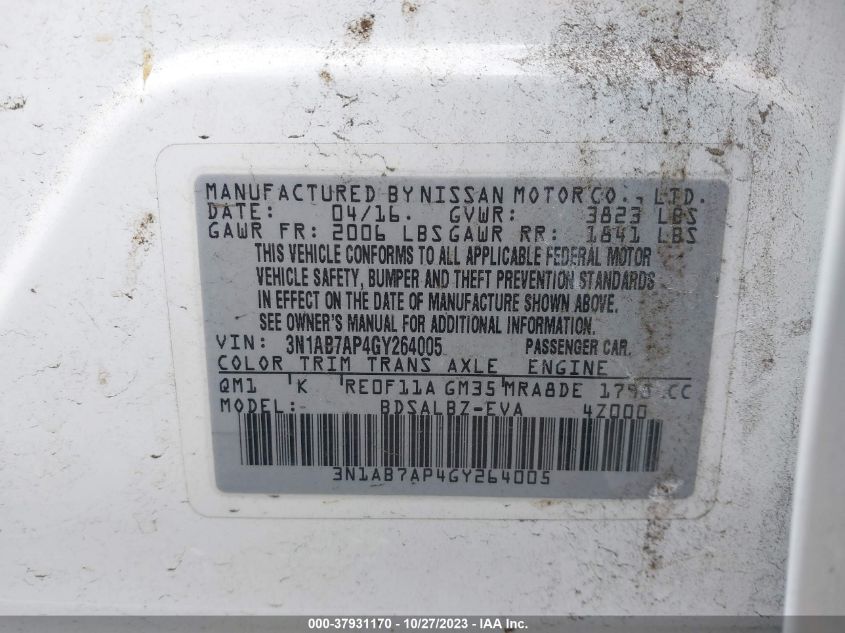 MANUFACTURED BY NISSAN MOTOR CO., LTD.
DATE: 04/16. GVWR: 3823 LBS
GAWR FR: 2006 LBS GAWR RR: 1841 LBS
THIS VEHICLE CONFORMS TO ALL APPLICABLE FEDERAL MOTOR
VEHICLE SAFETY, BUMPER AND THEFT PREVENTION STANDARDS
IN EFFECT ON THE DATE OF MANUFACTURE SHOWN ABOVE.
SEE OWNER'S MANUAL FOR ADDITIONAL INFORMATION.
VIN: 3N1AB7AP4GY264005 PASSENGER CAR.
COLOR TRIM TRANS AXLE ENGINE
QM1 K RE0F11A GM35 MRA8DE CC
MODEL: BDSALBZ-EVA 4Z000
3N1AB7AP4GY264005
000-37931170 - 10/27/2023 - IAA Inc.